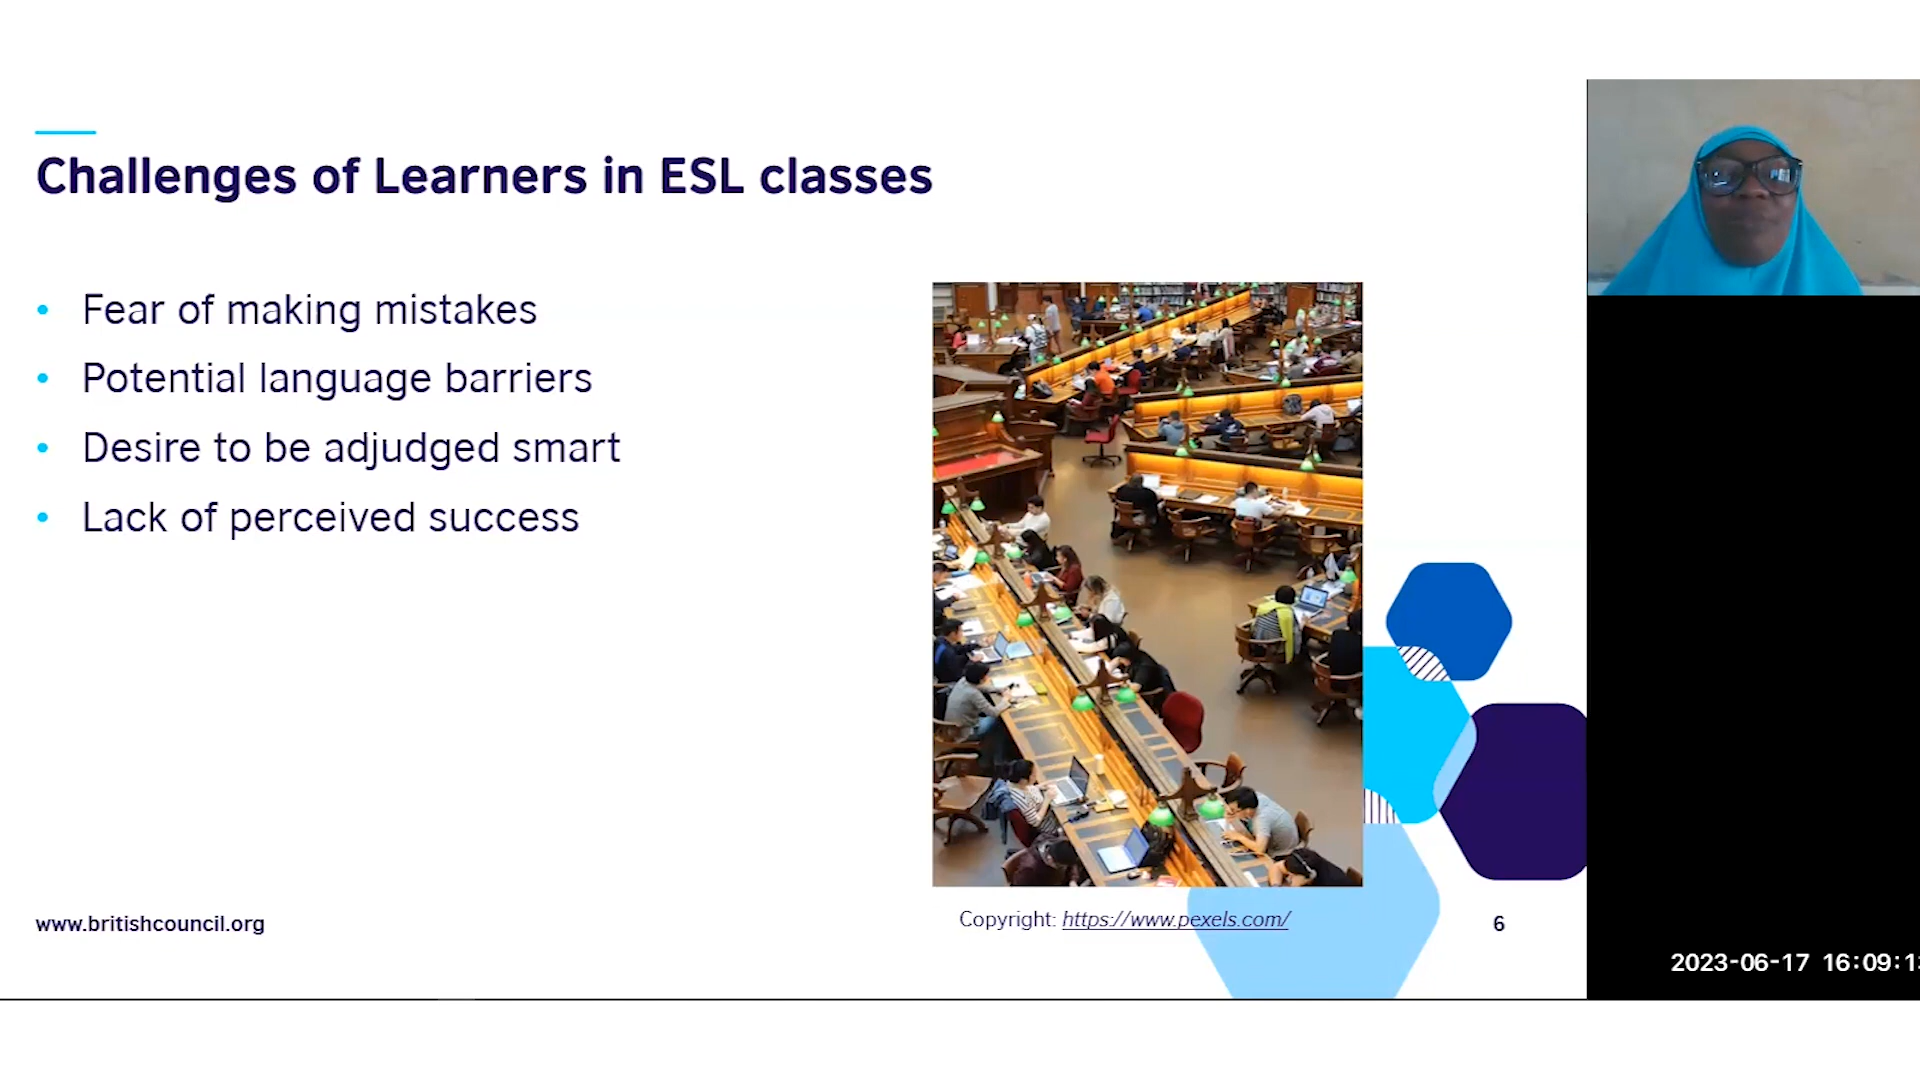 Challenges of Learners in ESL classes
• Fear of making mistakes
• Potential language barriers
• Desire to be adjudged smart
• Lack of perceived success
www.britishcouncil.org
Copyright: https://www.pexels.com/
6
2023-06-17 16:09:1